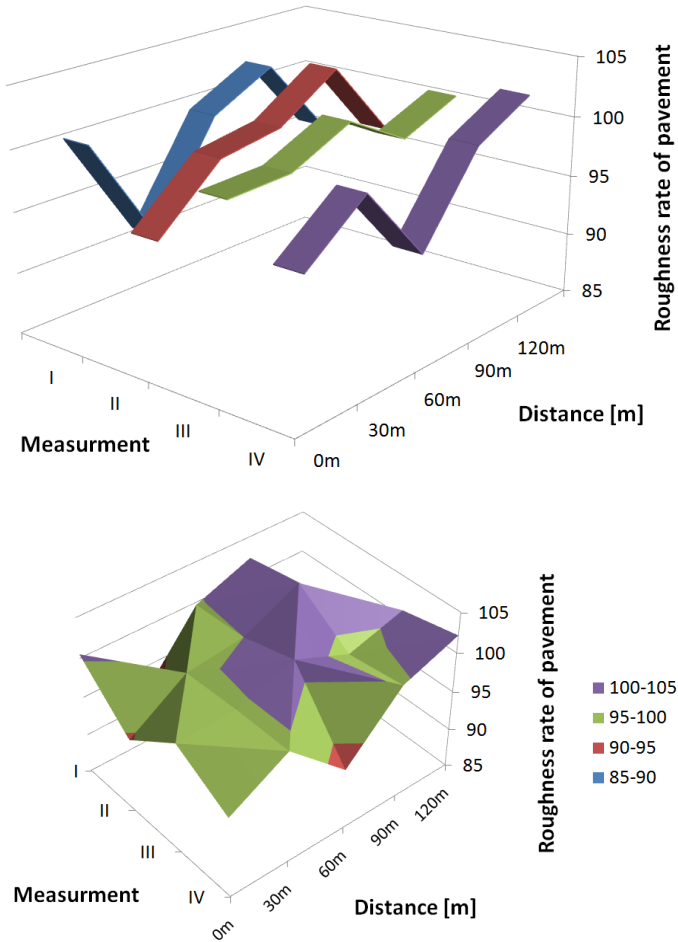 105
100
95
90
85
Roughness rate of pavement
120m
90m
60m
30m
0m
Distance [m]
I
II
III
IV
Measurment
105
100
95
90
85
Roughness rate of pavement
100-105
95-100
90-95
85-90
I
II
III
IV
Measurment
0m
30m
60m
90m
120m
Distance [m]